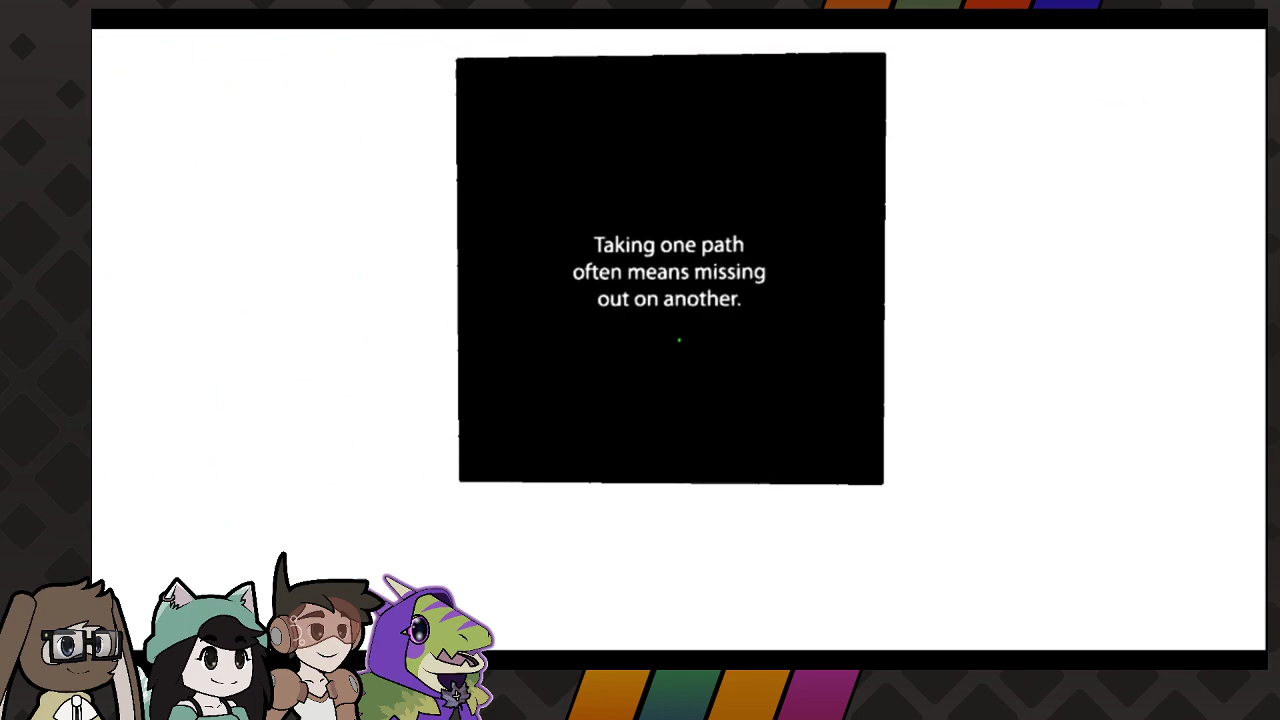 Taking one path
often means missing
out on another.